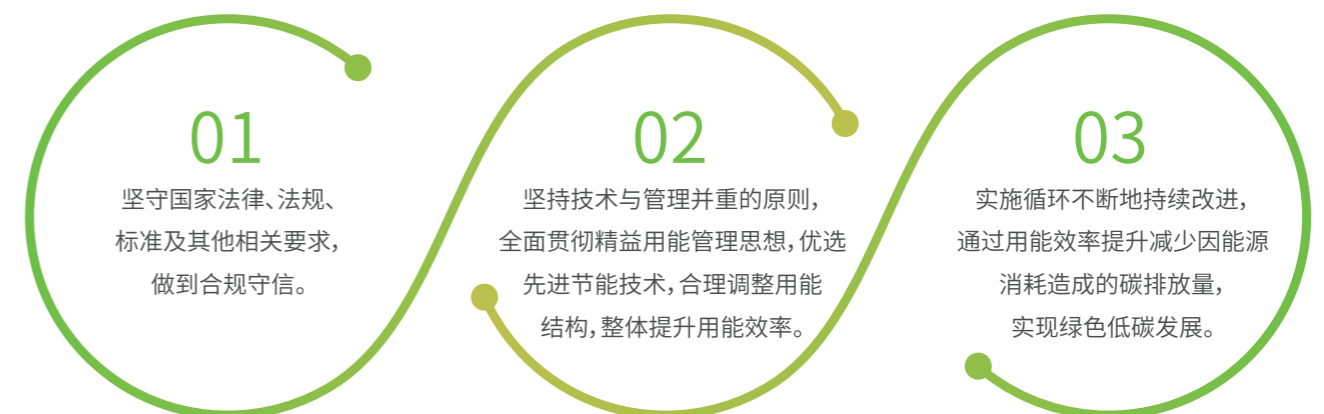 01
坚守国家法律、法规、
标准及其他相关要求，
做到合规守信。
02
坚持技术与管理并重的原则，
全面贯彻精益用能管理思想，优选
先进节能技术，合理调整用能
结构，整体提升用能效率。
03
实施循环不断地持续改进，
通过用能效率提升减少因能源
消耗造成的碳排放量，
实现绿色低碳发展。